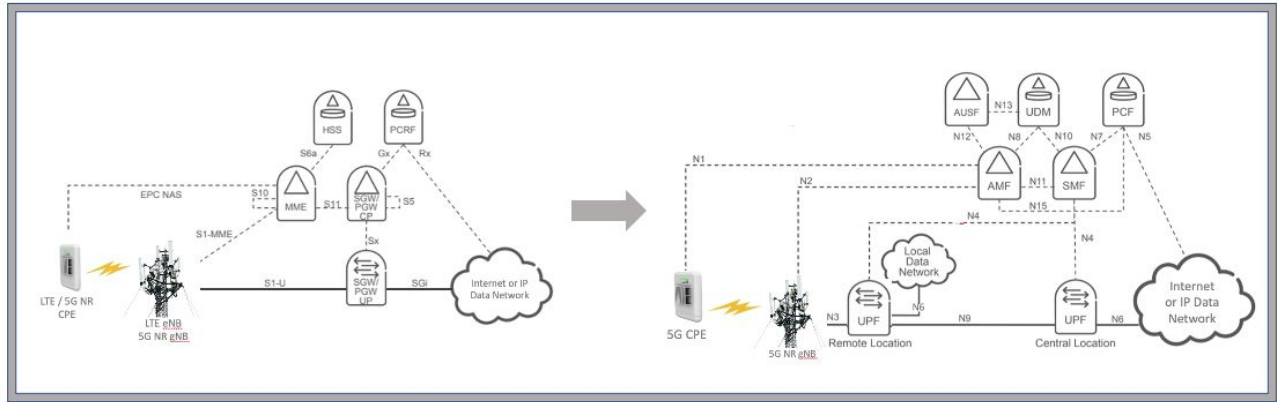 HSS
PCRF
S6a
Gx
Rx
EPC NAS
S10
MME
S11
SGW/
PGW
CP
S5
S1-MME
Sx
LTE / 5G NR
CPE
LTE eNB
5G NR gNB
S1-U
SGW/
PGW
UP
SGi
Internet or IP
Data Network
AUSF
N13
UDM
PCF
N12
N8
N10
N7
N5
N1
N2
AMF
N11
SMF
N15
N4
N4
Local
Data
Network
N6
5G CPE
5G NR gNB
N3
UPF
Remote Location
N9
UPF
Central Location
N6
Internet
or IP Data
Network